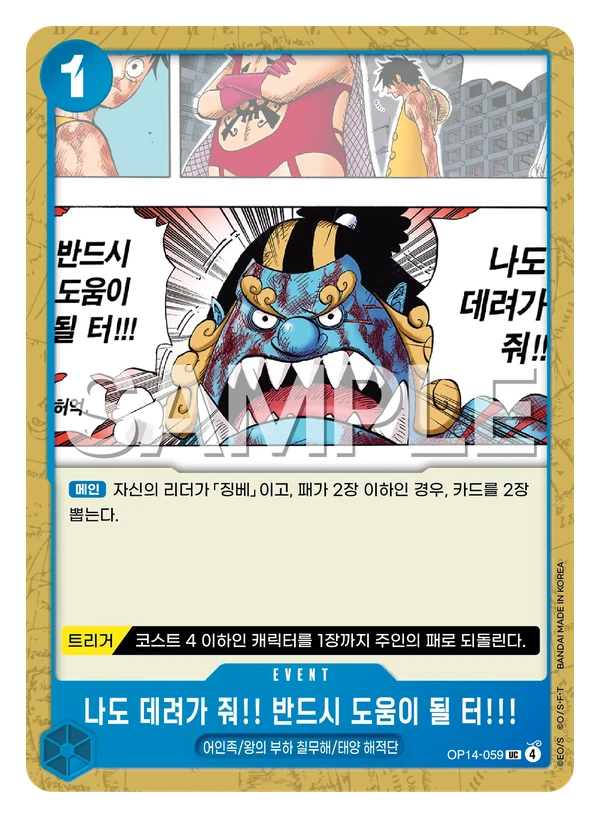 1
반드시
도움이
될 터!!!
나도
데려가
줘!!
허억,
SAMPLE
메인 자신의 리더가 「징베」이고, 패가 2장 이하인 경우, 카드를 2장
뽑는다.
트리거 코스트 4 이하인 캐릭터를 1장까지 주인의 패로 되돌린다.
EVENT
나도 데려가 줘!! 반드시 도움이 될 터!!!
어인족/왕의 부하 칠무해/태양 해적단
OP14-059 UC 4
©EO/S ©O/S·F·T BANDAI MADE IN KOREA